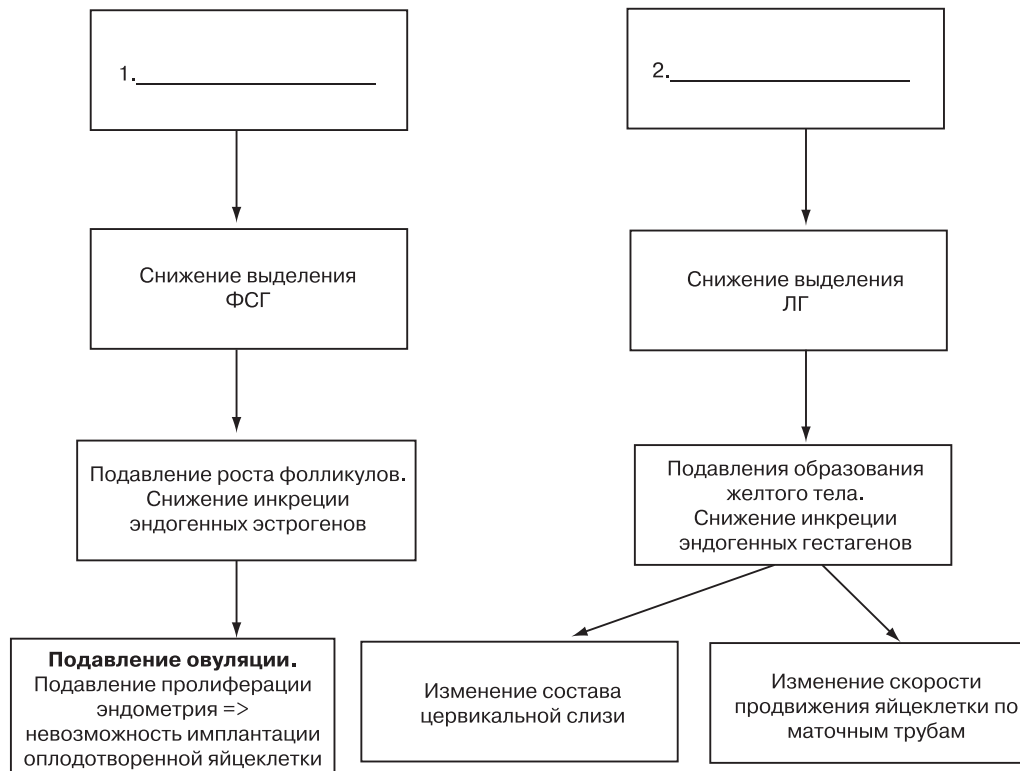 1.
2.
Снижение выделения
ФСГ
Снижение выделения
ЛГ
Подавление роста фолликулов.
Снижение инкреции
эндогенных эстрогенов
Подавления образования
желтого тела.
Снижение инкреции
эндогенных гестагенов
Подавление овуляции.
Подавление пролиферации
эндометрия =>
невозможность имплантации
оплодотворенной яйцеклетки
Изменение состава
цервикальной слизи
Изменение скорости
продвижения яйцеклетки по
маточным трубам